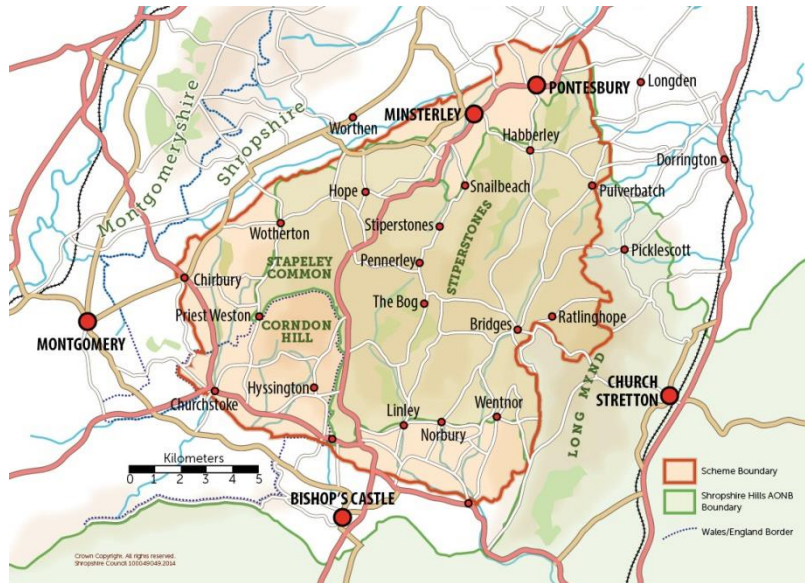 PONTESBURY
Longden
MINSTERLEY
Worthen
Habberley
Dorrington
Montgomeryshire
Shropshire
Hope
Snailbeach
Pulverbatch
Wotherton
Stiperstones
STIPERSTONES
Picklescott
STAPELEY
COMMON
Pennerley
Chirbury
The Bog
Priest Weston
CORNDON
HILL
Bridges
Ratlinghope
MONTGOMERY
Hyssington
LONG MYND
CHURCH
STRETTON
Churchstoke
Linley
Wentnor
Norbury
Kilometers
0 1 2 3 4 5
BISHOP'S CASTLE
Scheme Boundary
Shropshire Hills AONB
Boundary
Wales/England Border
Crown Copyright. All rights reserved.
Shropshire Council 100049049.2014